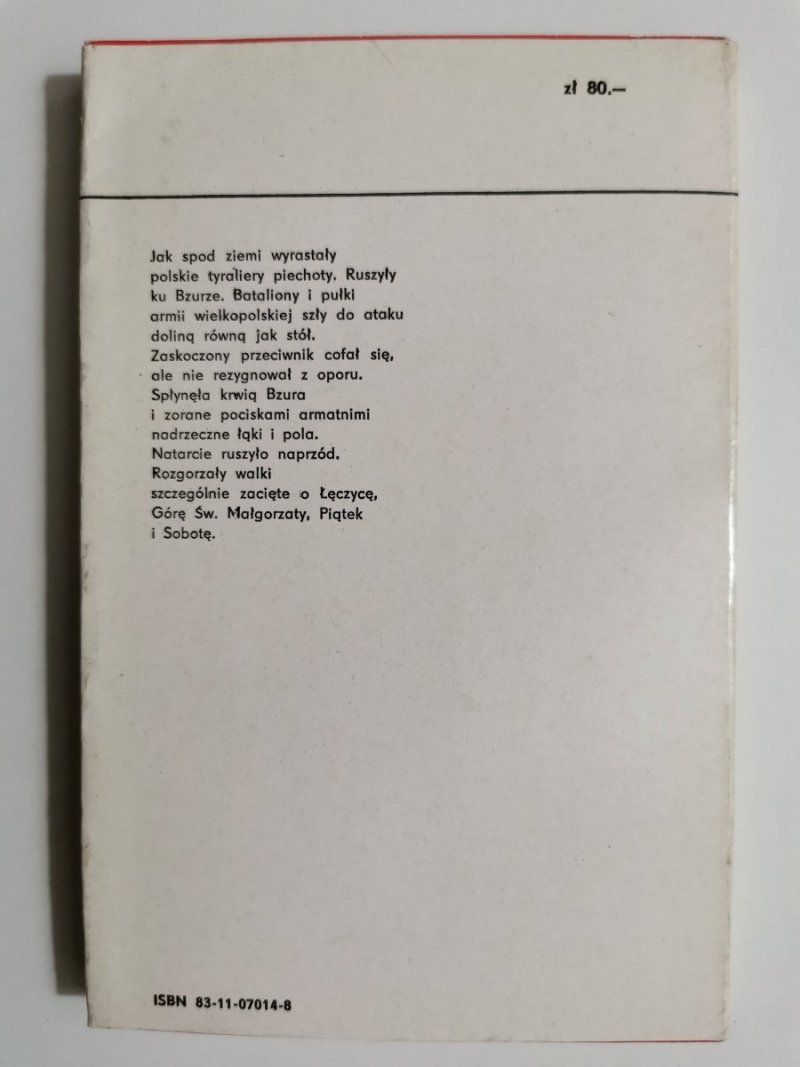 zł 80.—
Jak spod ziemi wyrastały
polskie tyraliery piechoty. Ruszyły
ku Bzurze. Bataliony i pułki
armii wielkopolskiej szły do ataku
doliną równą jak stół.
Zaskoczony przeciwnik cofał się,
ale nie rezygnował z oporu.
Spłynęła krwią Bzura
i zorane pociskami armatnimi
nadrzeczne łąki i pola.
Natarcie ruszyło naprzód.
Rozgorzały walki
szczególnie zacięte o Łęczycę,
Górę Św. Małgorzaty, Piątek
i Sobotę.
ISBN 83-11-07014-8